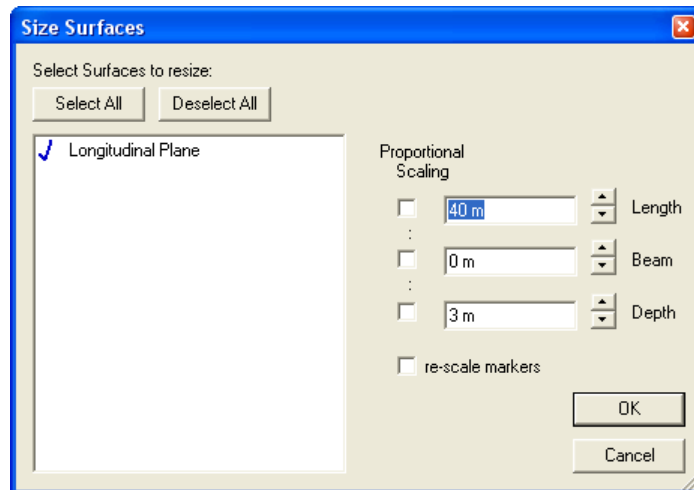 Size Surfaces
Select Surfaces to resize:
Select All Deselect All
Longitudinal Plane
Proportional
Scaling
40 m Length
:
0 m Beam
:
3 m Depth
re-scale markers
OK
Cancel